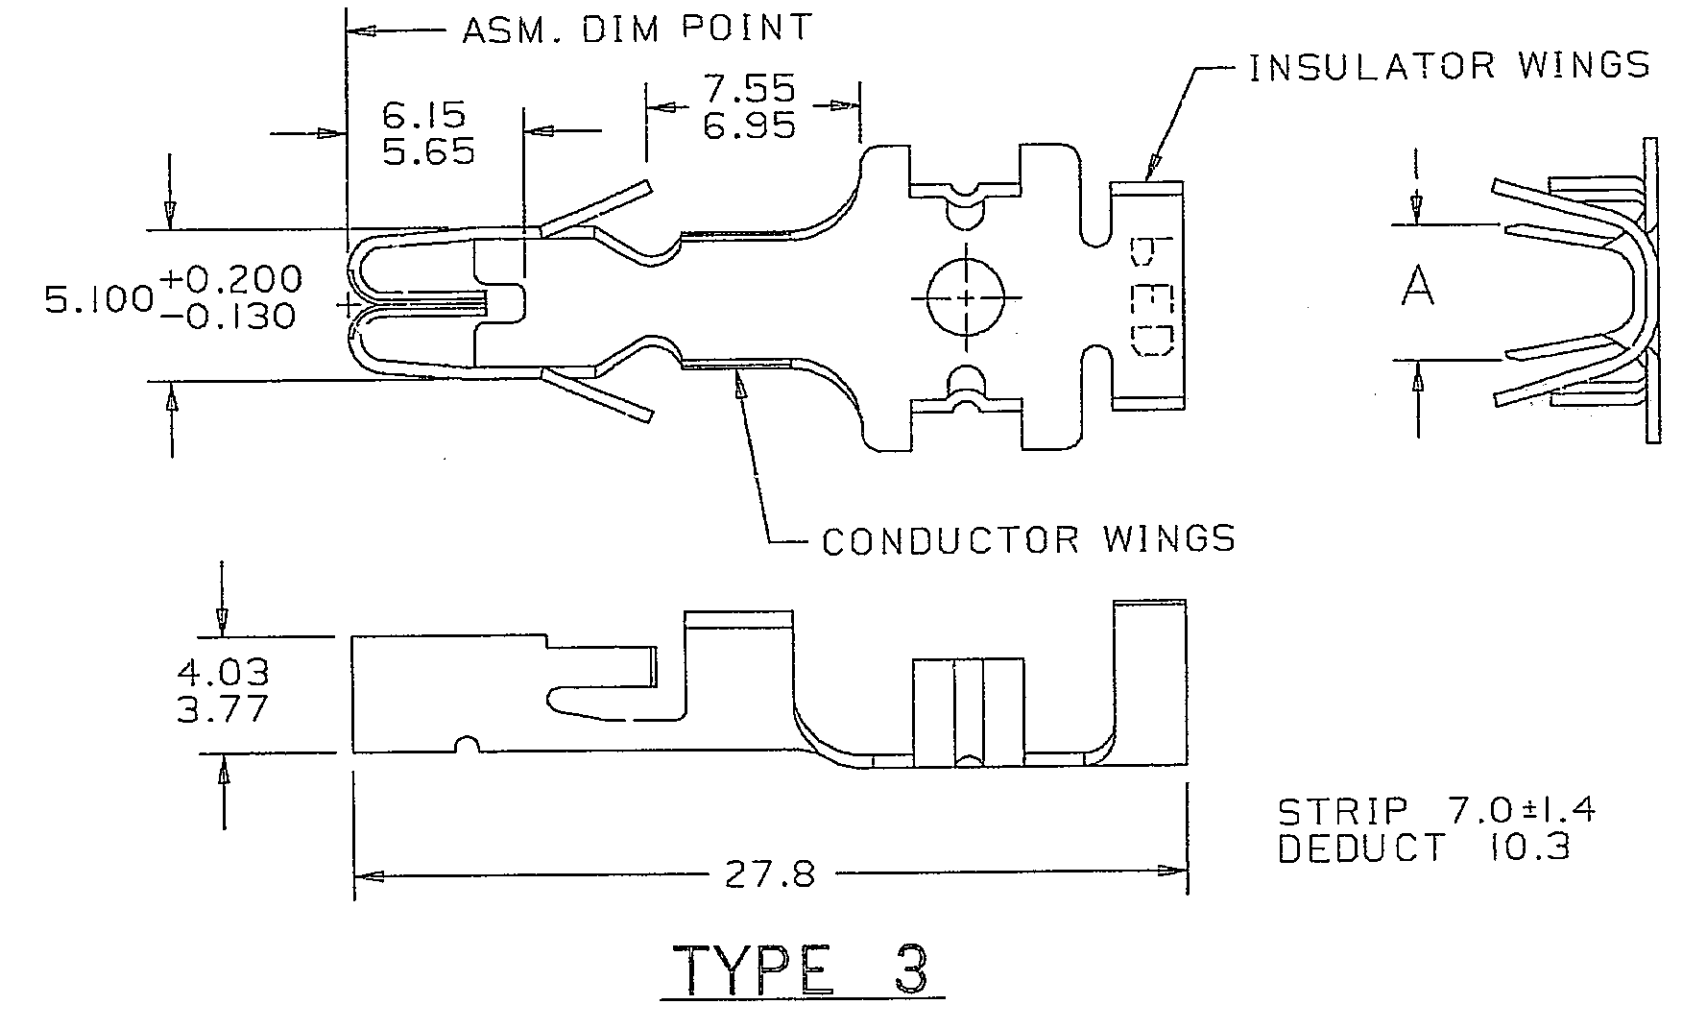 ASM. DIM POINT
INSULATOR WINGS
7.55
6.95
6.15
5.65
5.100 +0.200
-0.130
A
PED
CONDUCTOR WINGS
4.03
3.77
STRIP 7.0±1.4
DEDUCT 10.3
27.8
TYPE 3